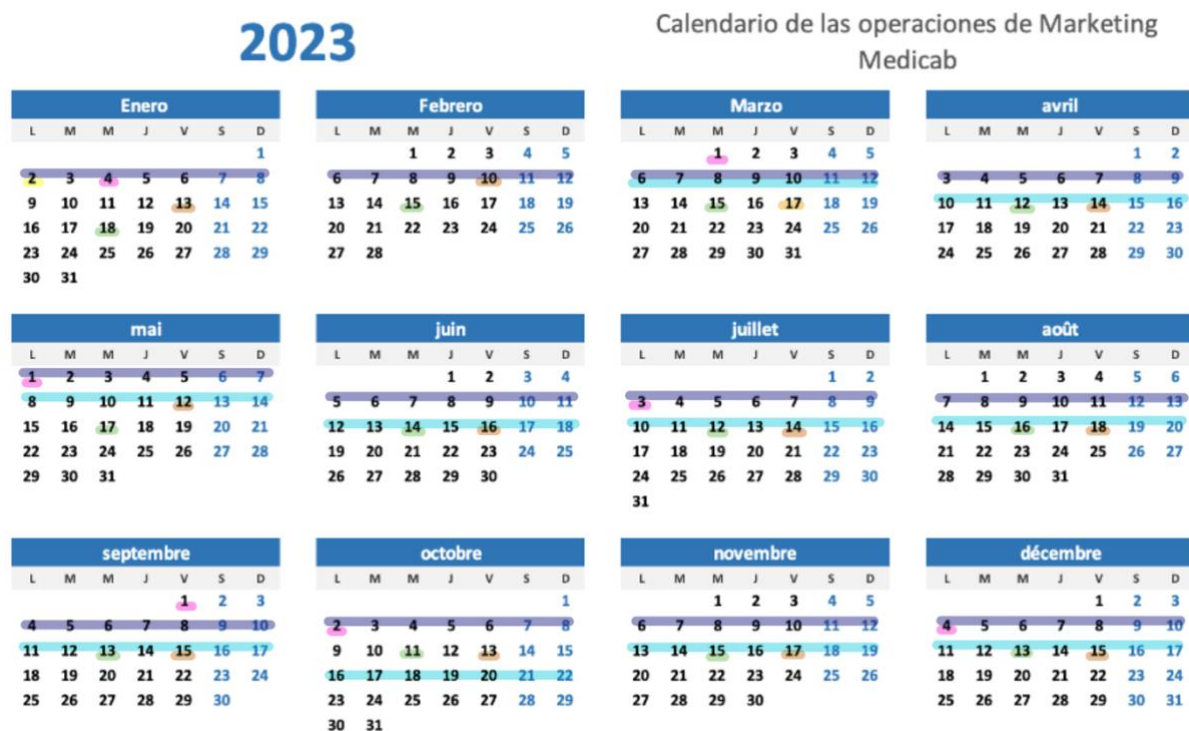 2023
Calendario de las operaciones de Marketing
Medicab
Enero
L M M J V S D
1
2 3 4 5 6 7 8
9 10 11 12 13 14 15
16 17 18 19 20 21 22
23 24 25 26 27 28 29
30 31
Febrero
L M M J V S D
1 2 3 4 5
6 7 8 9 10 11 12
13 14 15 16 17 18 19
20 21 22 23 24 25 26
27 28
Marzo
L M M J V S D
1 2 3 4 5
6 7 8 9 10 11 12
13 14 15 16 17 18 19
20 21 22 23 24 25 26
27 28 29 30 31
avril
L M M J V S D
1 2
3 4 5 6 7 8 9
10 11 12 13 14 15 16
17 18 19 20 21 22 23
24 25 26 27 28 29 30
mai
L M M J V S D
1 2 3 4 5 6 7
8 9 10 11 12 13 14
15 16 17 18 19 20 21
22 23 24 25 26 27 28
29 30 31
juin
L M M J V S D
1 2 3 4
5 6 7 8 9 10 11
12 13 14 15 16 17 18
19 20 21 22 23 24 25
26 27 28 29 30
juillet
L M M J V S D
1 2
3 4 5 6 7 8 9
10 11 12 13 14 15 16
17 18 19 20 21 22 23
24 25 26 27 28 29 30
31
août
L M M J V S D
1 2 3 4 5 6
7 8 9 10 11 12 13
14 15 16 17 18 19 20
21 22 23 24 25 26 27
28 29 30 31
septembre
L M M J V S D
1 2 3
4 5 6 7 8 9 10
11 12 13 14 15 16 17
18 19 20 21 22 23 24
25 26 27 28 29 30
octobre
L M M J V S D
1
2 3 4 5 6 7 8
9 10 11 12 13 14 15
16 17 18 19 20 21 22
23 24 25 26 27 28 29
30 31
novembre
L M M J V S D
1 2 3 4 5
6 7 8 9 10 11 12
13 14 15 16 17 18 19
20 21 22 23 24 25 26
27 28 29 30
décembre
L M M J V S D
1 2 3
4 5 6 7 8 9 10
11 12 13 14 15 16 17
18 19 20 21 22 23 24
25 26 27 28 29 30 31